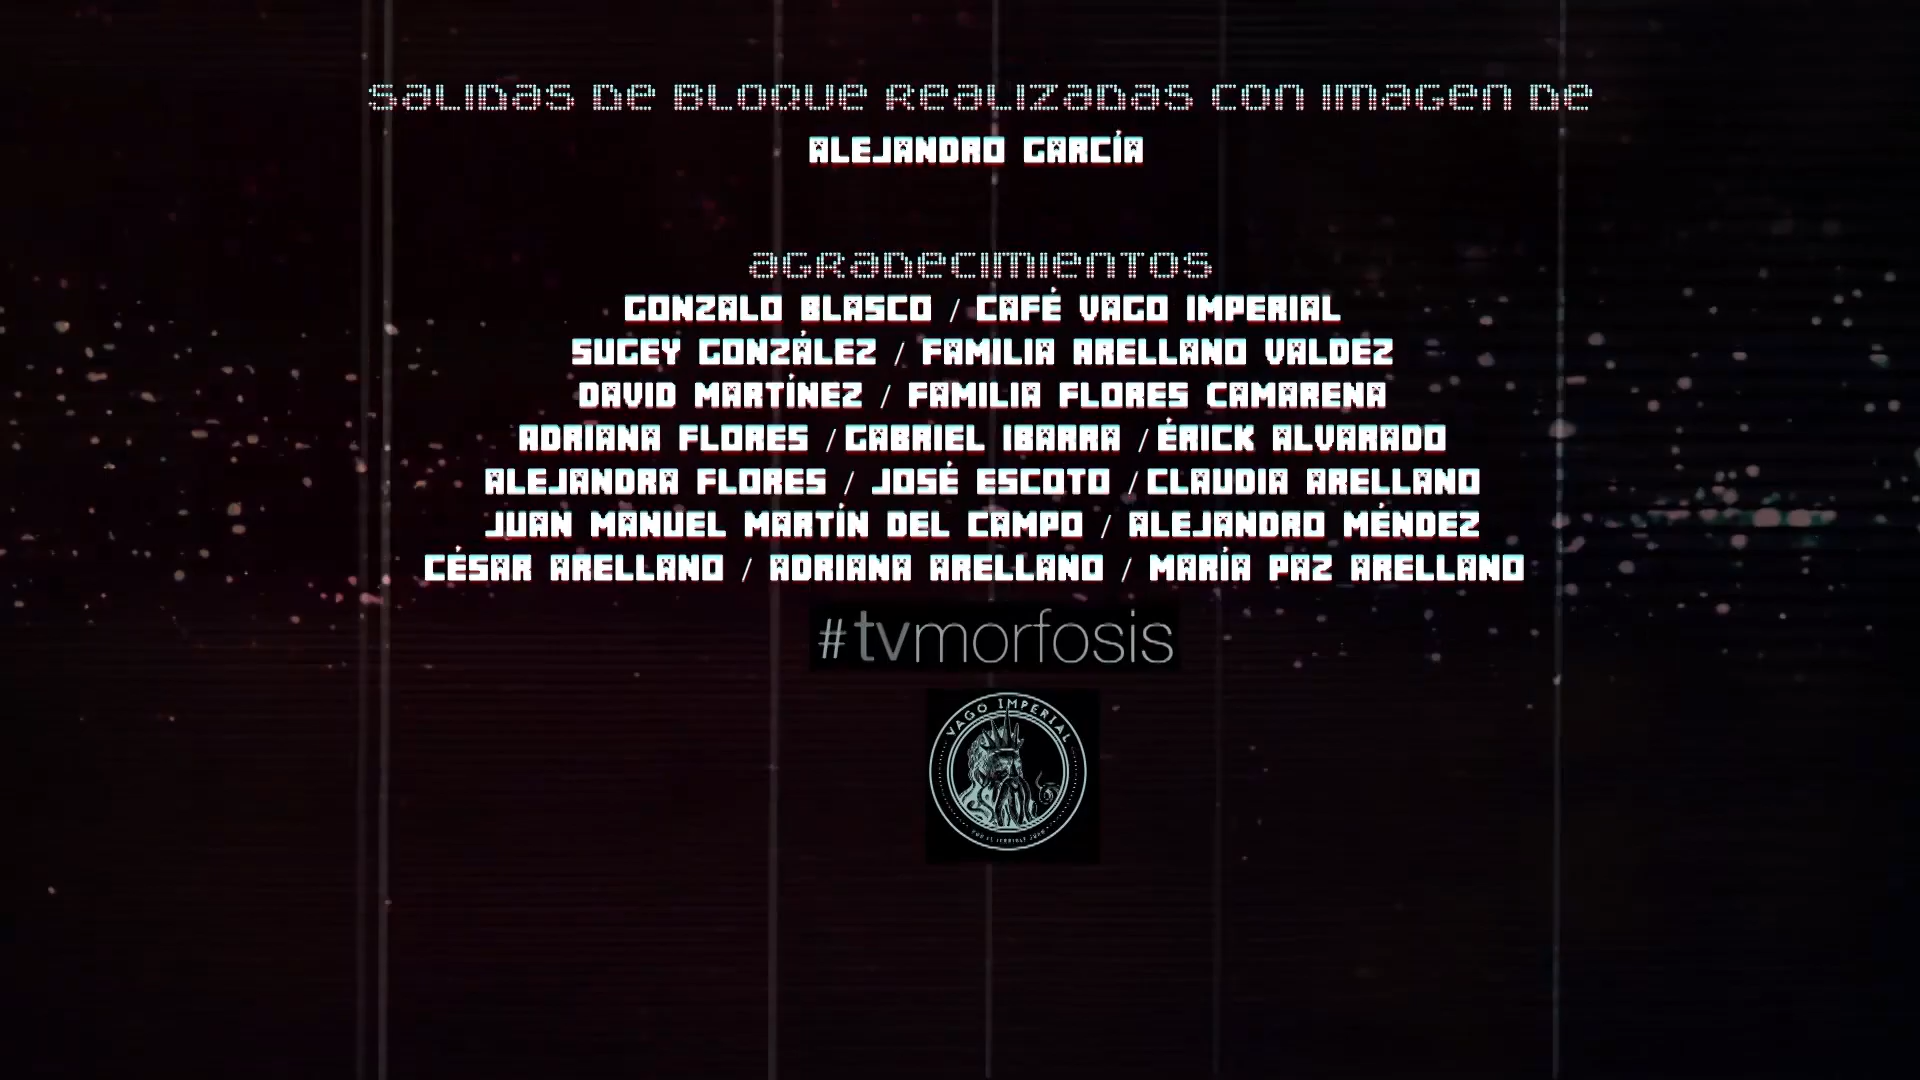 SALIDAS DE BLOQUE REALIZADAS CON IMAGEN DE
ALEJANDRO GARCÍA
AGRADECIMIENTOS
GONZALO BLASCO / CAFÉ VAGO IMPERIAL
SUGEY GONZÁLEZ / FAMILIA ARELLANO VALDEZ
DAVID MARTÍNEZ / FAMILIA FLORES CAMARENA
ADRIANA FLORES / GABRIEL IBARRA / ÉRICK ALVARADO
ALEJANDRA FLORES / JOSÉ ESCOTO / CLAUDIA ARELLANO
JUAN MANUEL MARTÍN DEL CAMPO / ALEJANDRO MÉNDEZ
CÉSAR ARELLANO / ADRIANA ARELLANO / MARÍA PAZ ARELLANO
#tvmorfosis
VAGO IMPERIAL